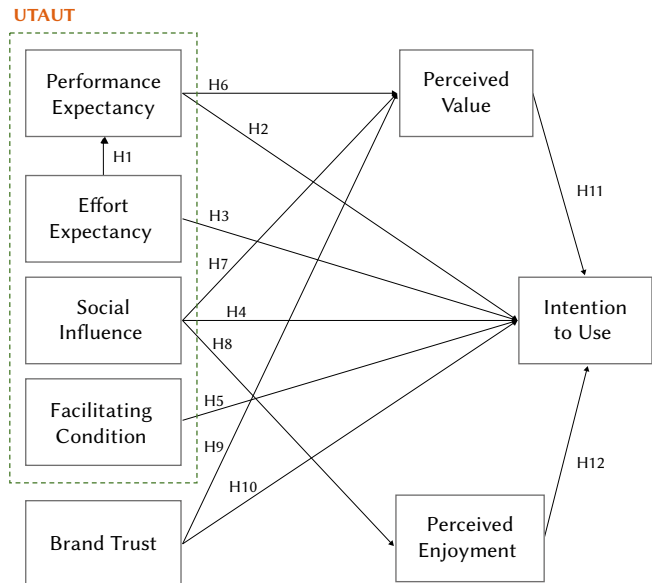 UTAUT
Performance
Expectancy
H6
Perceived
Value
H2
H1
Effort
Expectancy
H3
H11
H7
Social
Influence
H4
Intention
to Use
H8
Facilitating
Condition
H5
H9
H12
H10
Brand Trust
Perceived
Enjoyment